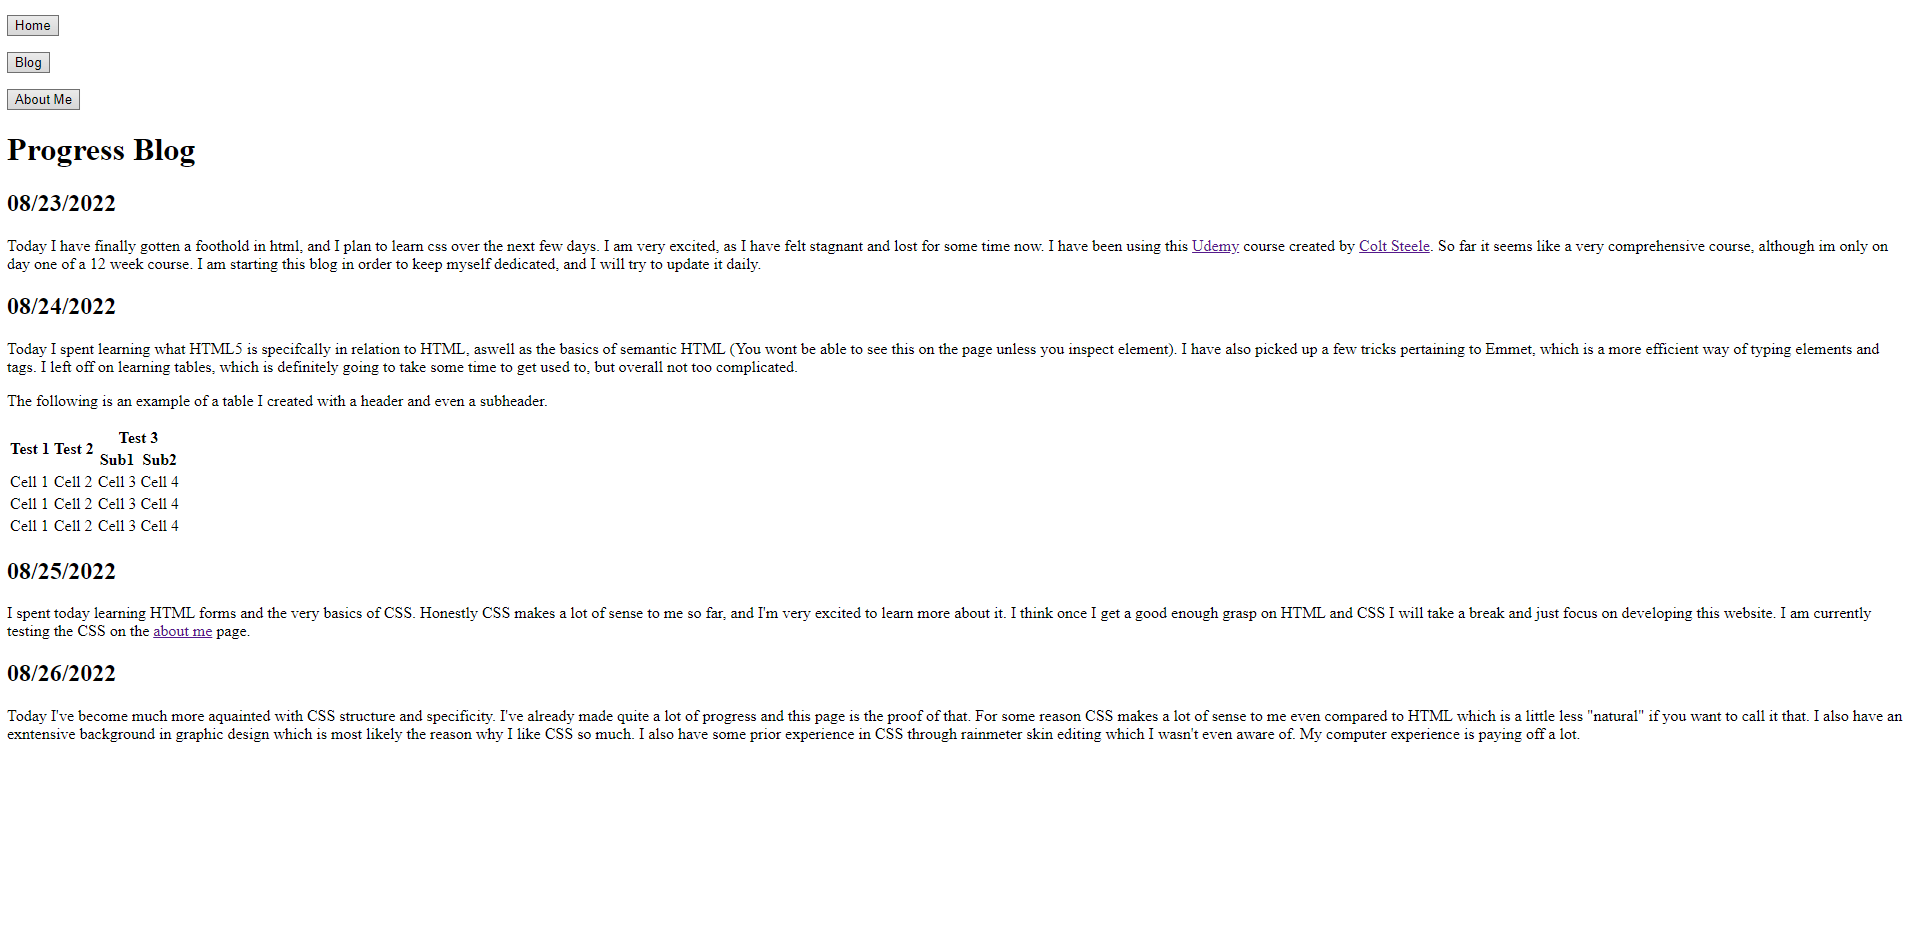 Home
Blog
About Me
Progress Blog
08/23/2022
Today I have finally gotten a foothold in html, and I plan to learn css over the next few days. I am very excited, as I have felt stagnant and lost for some time now. I have been using this Udemy course created by Colt Steele. So far it seems like a very comprehensive course, although im only on
day one of a 12 week course. I am starting this blog in order to keep myself dedicated, and I will try to update it daily.
08/24/2022
Today I spent learning what HTML5 is specifcally in relation to HTML, aswell as the basics of semantic HTML (You wont be able to see this on the page unless you inspect element). I have also picked up a few tricks pertaining to Emmet, which is a more efficient way of typing elements and
tags. I left off on learning tables, which is definitely going to take some time to get used to, but overall not too complicated.
The following is an example of a table I created with a header and even a subheader.
Test 1 Test 2 Test 3
Sub1 Sub2
Cell 1 Cell 2 Cell 3 Cell 4
Cell 1 Cell 2 Cell 3 Cell 4
Cell 1 Cell 2 Cell 3 Cell 4
08/25/2022
I spent today learning HTML forms and the very basics of CSS. Honestly CSS makes a lot of sense to me so far, and I'm very excited to learn more about it. I think once I get a good enough grasp on HTML and CSS I will take a break and just focus on developing this website. I am currently
testing the CSS on the about me page.
08/26/2022
Today I've become much more aquainted with CSS structure and specificity. I've already made quite a lot of progress and this page is the proof of that. For some reason CSS makes a lot of sense to me even compared to HTML which is a little less "natural" if you want to call it that. I also have an
exntensive background in graphic design which is most likely the reason why I like CSS so much. I also have some prior experience in CSS through rainmeter skin editing which I wasn't even aware of. My computer experience is paying off a lot.